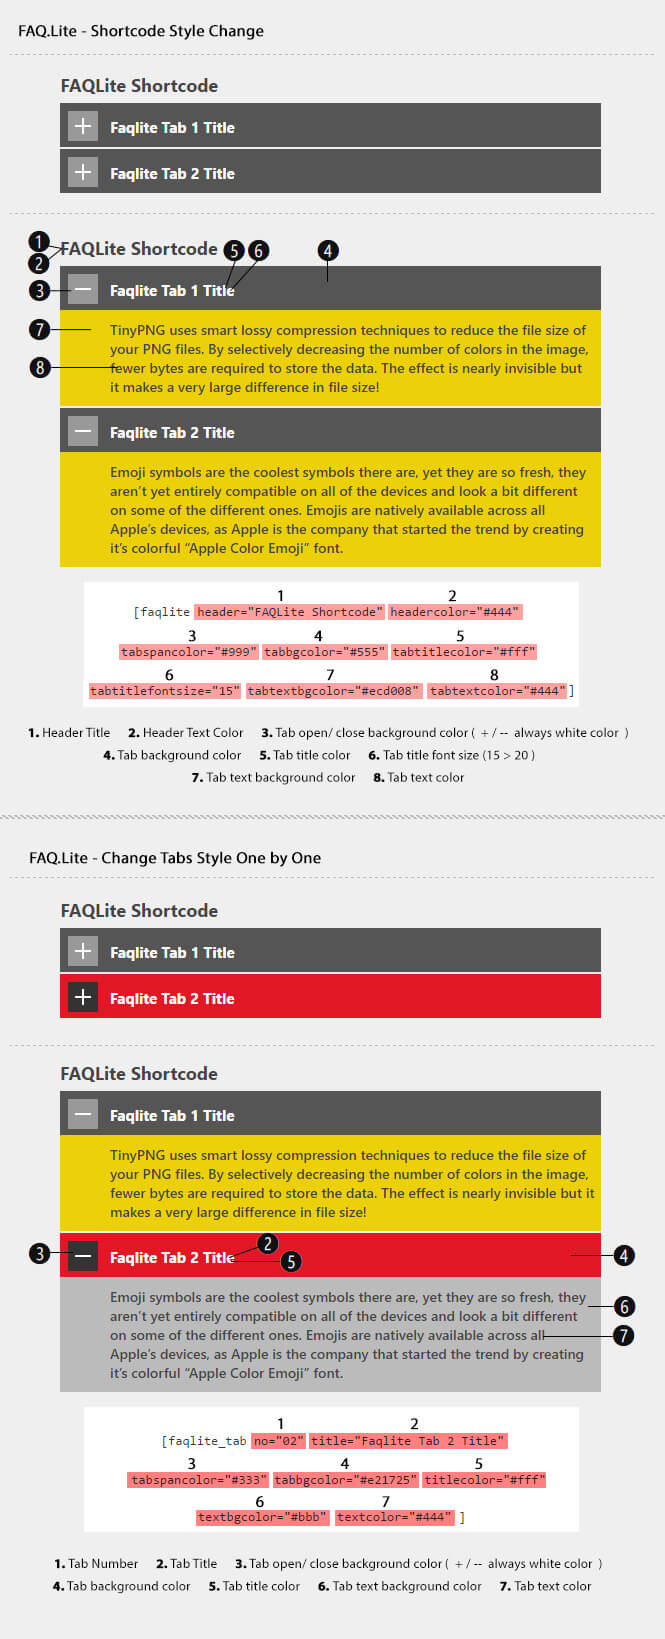 FAQ.Lite - Shortcode Style Change
FAQLite Shortcode
Faqlite Tab 1 Title
Faqlite Tab 2 Title
1
FAQLite Shortcode 5 6 4
2
3 Faqlite Tab 1 Title
7 TinyPNG uses smart lossy compression techniques to reduce the file size of
your PNG files. By selectively decreasing the number of colors in the image,
8 fewer bytes are required to store the data. The effect is nearly invisible but
it makes a very large difference in file size!
Faqlite Tab 2 Title
Emoji symbols are the coolest symbols there are, yet they are so fresh, they
aren't yet entirely compatible on all of the devices and look a bit different
on some of the different ones. Emojis are natively available across all
Apple's devices, as Apple is the company that started the trend by creating
it's colorful “Apple Color Emoji” font.
1 2
[faqlite header="FAQLite Shortcode" headercolor="#444"
3 4 5
tabspancolor="#999" tabbgcolor="#555" tabtitlecolor="#fff"
6 7 8
tabtitlefontsize="15" tabtextbgcolor="#ecd008" tabtextcolor="#444" ]
1. Header Title 2. Header Text Color 3. Tab open/ close background color ( + / -- always white color )
4. Tab background color 5. Tab title color 6. Tab title font size (15 > 20 )
7. Tab text background color 8. Tab text color
FAQ.Lite - Change Tabs Style One by One
FAQLite Shortcode
Faqlite Tab 1 Title
Faqlite Tab 2 Title
FAQLite Shortcode
Faqlite Tab 1 Title
TinyPNG uses smart lossy compression techniques to reduce the file size of
your PNG files. By selectively decreasing the number of colors in the image,
fewer bytes are required to store the data. The effect is nearly invisible but it
makes a very large difference in file size!
3 Faqlite Tab 2 Title 2 5 4
Emoji symbols are the coolest symbols there are, yet they are so fresh, they
aren't yet entirely compatible on all of the devices and look a bit different 6
on some of the different ones. Emojis are natively available across all 7
Apple's devices, as Apple is the company that started the trend by creating
it's colorful “Apple Color Emoji” font.
1 2
[faqlite_tab no="02" title="Faqlite Tab 2 Title"
3 4 5
tabspancolor="#333" tabbgcolor="#e21725" titlecolor="#fff"
6 7
textbgcolor="#bbb" textcolor="#444" ]
1. Tab Number 2. Tab Title 3. Tab open/ close background color ( + / -- always white color )
4. Tab background color 5. Tab title color 6. Tab text background color 7. Tab text color